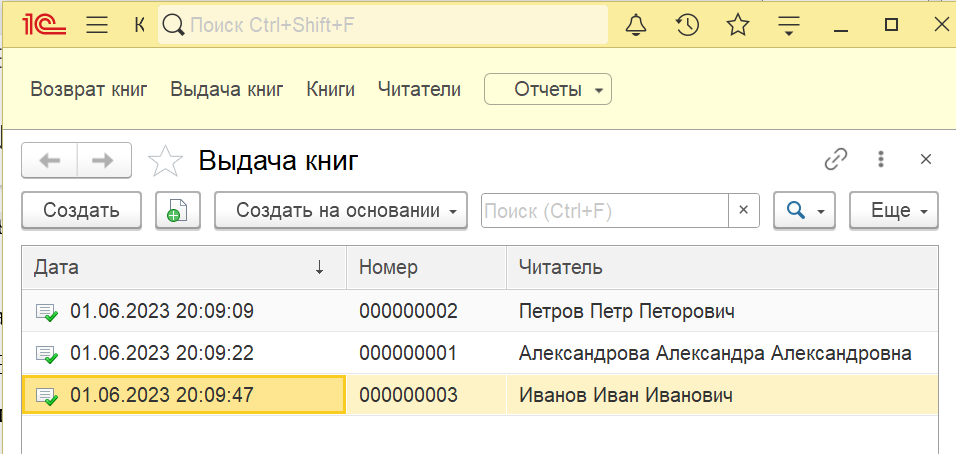 1С К Поиск Ctrl+Shift+F
Возврат книг Выдача книг Книги Читатели Отчеты
Выдача книг
Создать Создать на основании Поиск (Ctrl+F) × Еще
Дата ↓ Номер Читатель
01.06.2023 20:09:09 000000002 Петров Петр Петорович
01.06.2023 20:09:22 000000001 Александрова Александра Александровна
01.06.2023 20:09:47 000000003 Иванов Иван Иванович